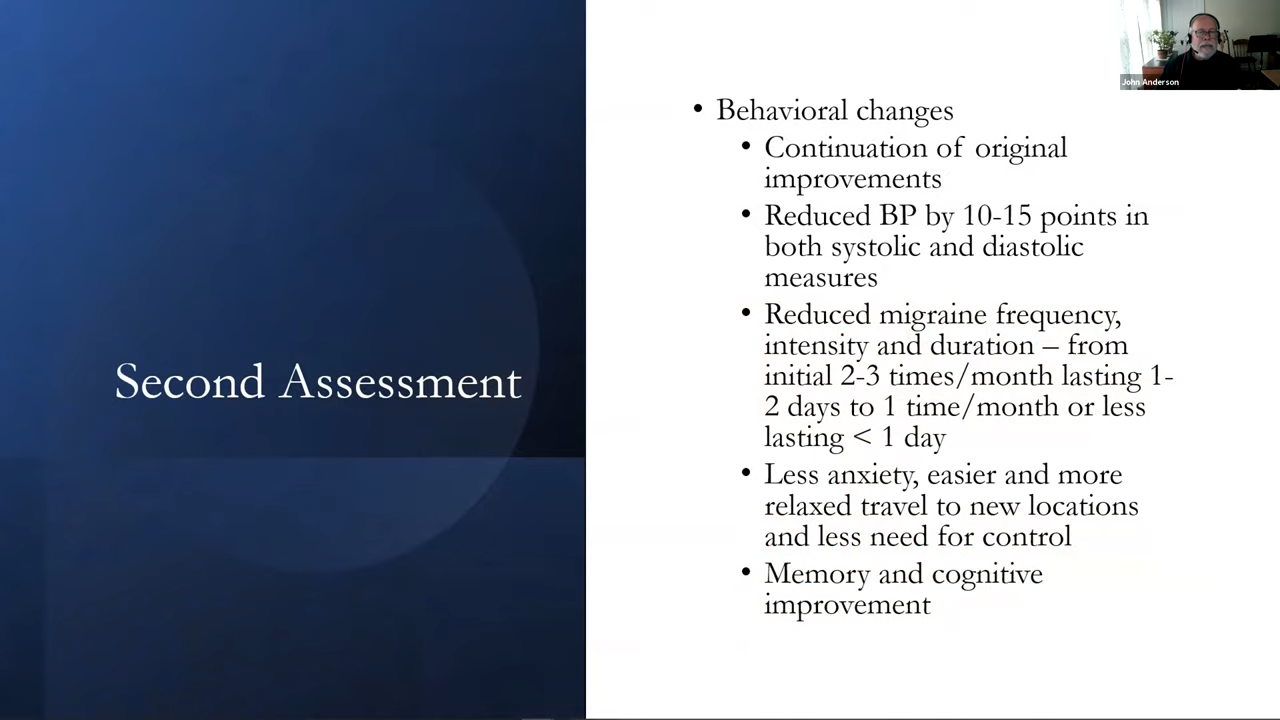 John Anderson
Second Assessment
• Behavioral changes
• Continuation of original
improvements
• Reduced BP by 10-15 points in
both systolic and diastolic
measures
• Reduced migraine frequency,
intensity and duration – from
initial 2-3 times/month lasting 1-
2 days to 1 time/month or less
lasting < 1 day
• Less anxiety, easier and more
relaxed travel to new locations
and less need for control
• Memory and cognitive
improvement